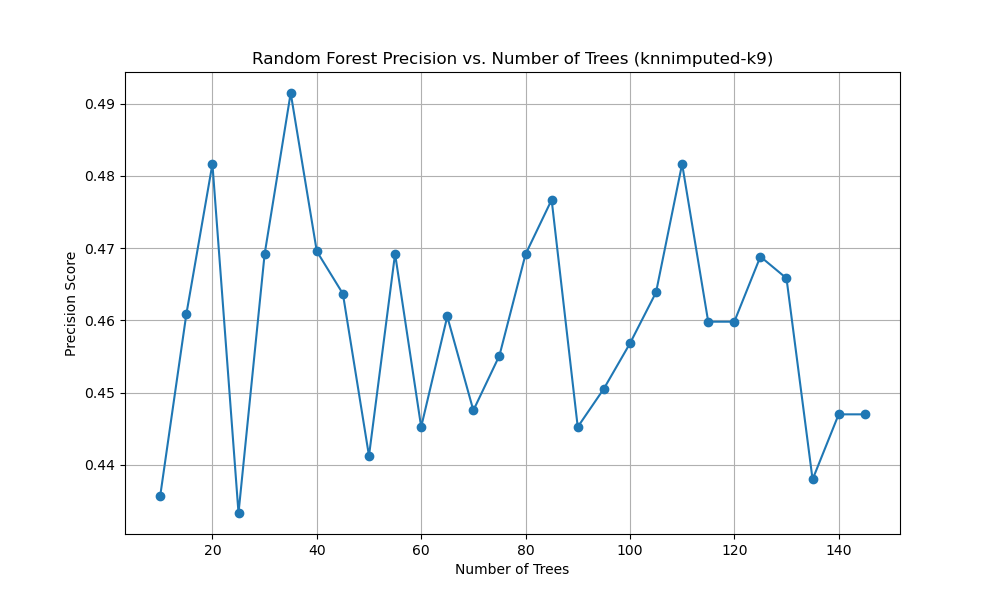 Random Forest Precision vs. Number of Trees (knnimputed-k9)
Precision Score
0.49
0.48
0.47
0.46
0.45
0.44
20 40 60 80 100 120 140
Number of Trees